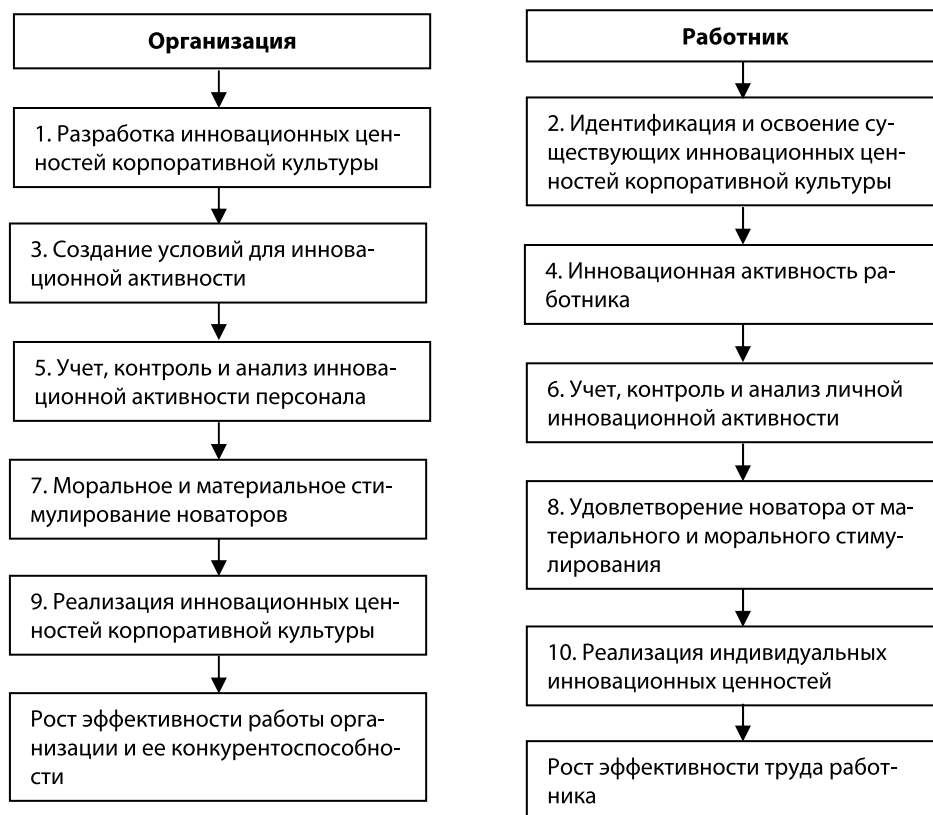 Организация
1. Разработка инновационных цен-
ностей корпоративной культуры
3. Создание условий для иннова-
ционной активности
5. Учет, контроль и анализ иннова-
ционной активности персонала
7. Моральное и материальное сти-
мулирование новаторов
9. Реализация инновационных цен-
ностей корпоративной культуры
Рост эффективности работы орга-
низации и ее конкурентоспособно-
сти
Работник
2. Идентификация и освоение су-
ществующих инновационных цен-
ностей корпоративной культуры
4. Инновационная активность ра-
ботника
6. Учет, контроль и анализ личной
инновационной активности
8. Удовлетворение новатора от ма-
териального и морального стиму-
лирования
10. Реализация индивидуальных
инновационных ценностей
Рост эффективности труда работ-
ника